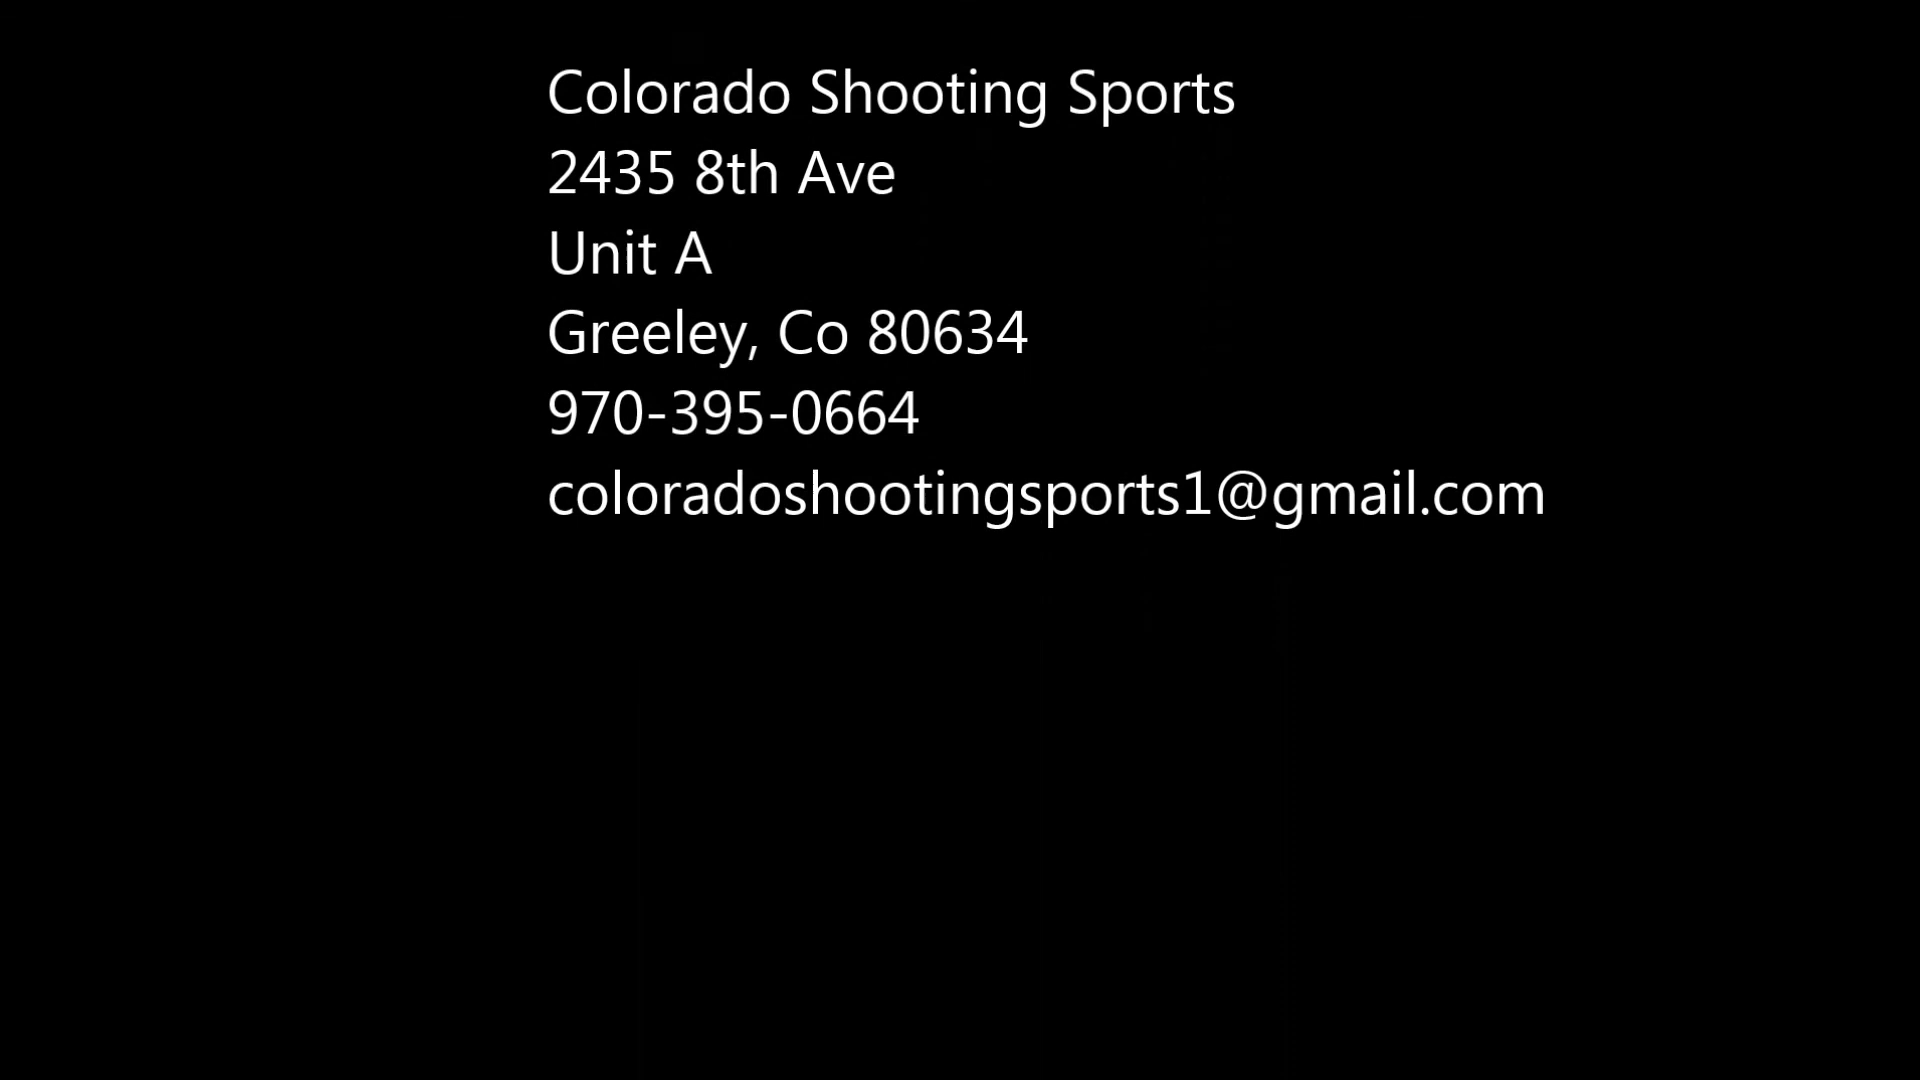 Colorado Shooting Sports
2435 8th Ave
Unit A
Greeley, Co 80634
970-395-0664
coloradoshootingsports1@gmail.com